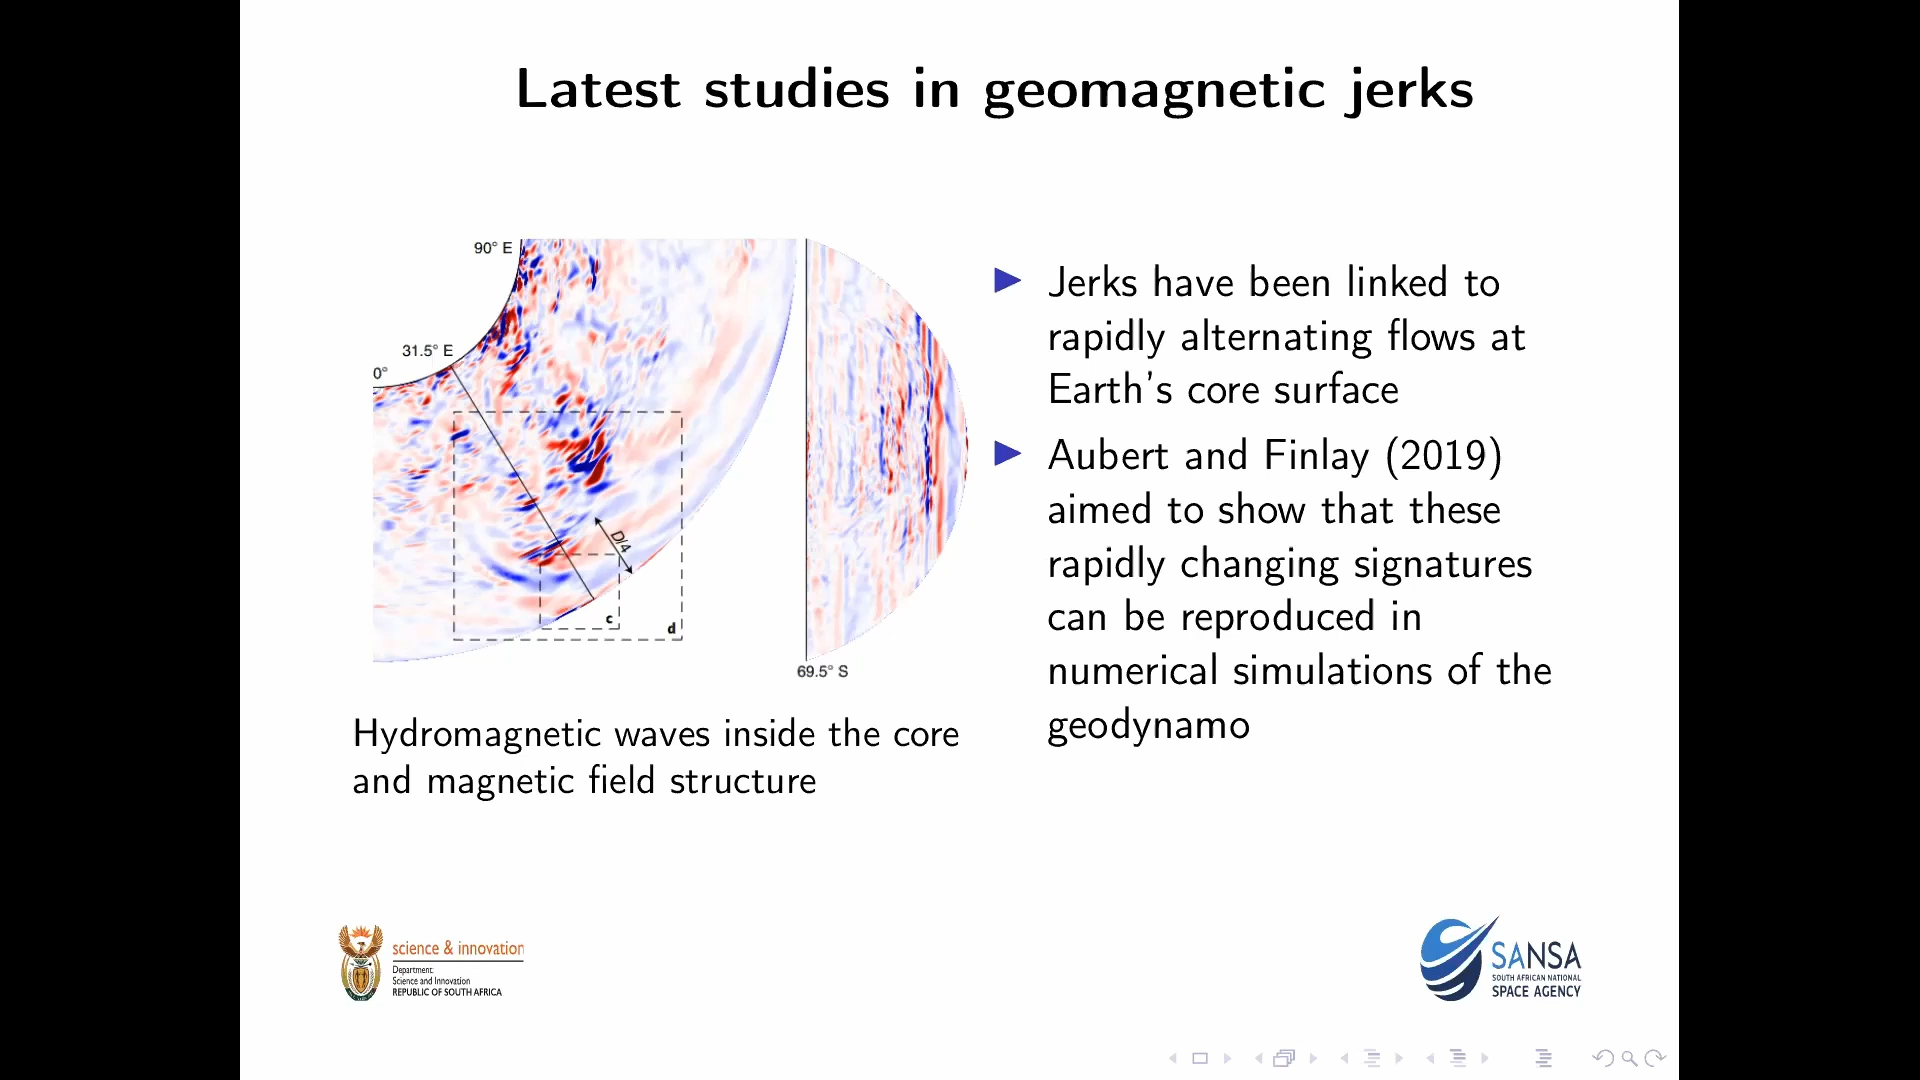 Latest studies in geomagnetic jerks
90° E
31.5° E
0°
D/4
c
d
69.5° S
Hydromagnetic waves inside the core
and magnetic field structure
▶ Jerks have been linked to
rapidly alternating flows at
Earth's core surface
▶ Aubert and Finlay (2019)
aimed to show that these
rapidly changing signatures
can be reproduced in
numerical simulations of the
geodynamo
science & innovation
Department:
Science and Innovation
REPUBLIC OF SOUTH AFRICA
SANSA
SOUTH AFRICAN NATIONAL
SPACE AGENCY